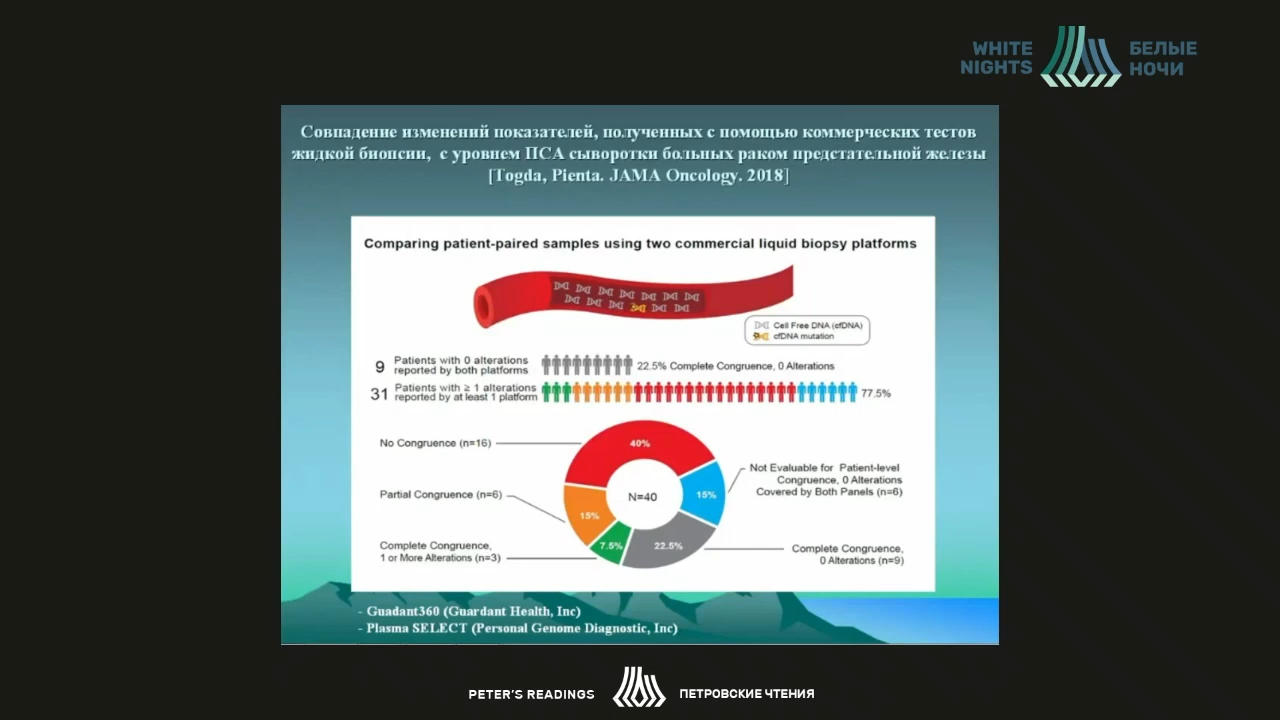 WHITE
NIGHTS
БЕЛЫЕ
НОЧИ
Совпадение изменений показателей, полученных с помощью коммерческих тестов
жидкой биопсии, с уровнем ПСА сыворотки больных раком предстательной железы
[Togda, Pienta. JAMA Oncology. 2018]
Comparing patient-paired samples using two commercial liquid biopsy platforms
Cell Free DNA (cfDNA)
cfDNA mutation
9 Patients with 0 alterations
reported by both platforms
22.5% Complete Congruence, 0 Alterations
31 Patients with ≥ 1 alterations
reported by at least 1 platform
77.5%
No Congruence (n=16)
40%
Not Evaluable for Patient-level
Congruence, 0 Alterations
Covered by Both Panels (n=6)
Partial Congruence (n=6)
N=40
15%
15%
Complete Congruence,
1 or More Alterations (n=3)
7.5%
22.5%
Complete Congruence,
0 Alterations (n=9)
- Guadant360 (Guardant Health, Inc)
- Plasma SELECT (Personal Genome Diagnostic, Inc)
PETER'S READINGS
ПЕТРОВСКИЕ ЧТЕНИЯ